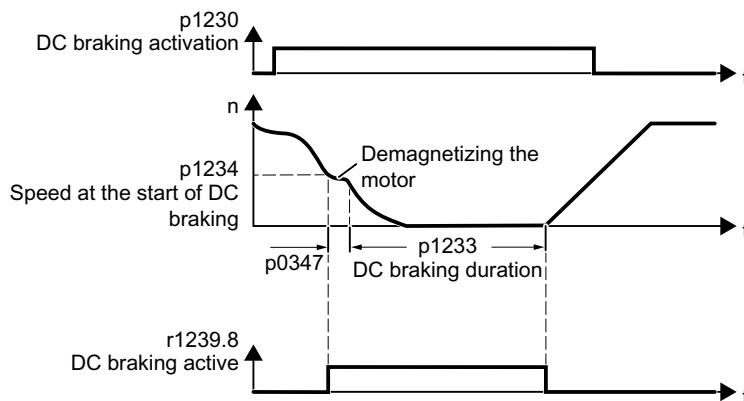 p1230
DC braking activation
t
n
p1234
Speed at the start of DC
braking
Demagnetizing the
motor
t
p0347
p1233
DC braking duration
r1239.8
DC braking active
t